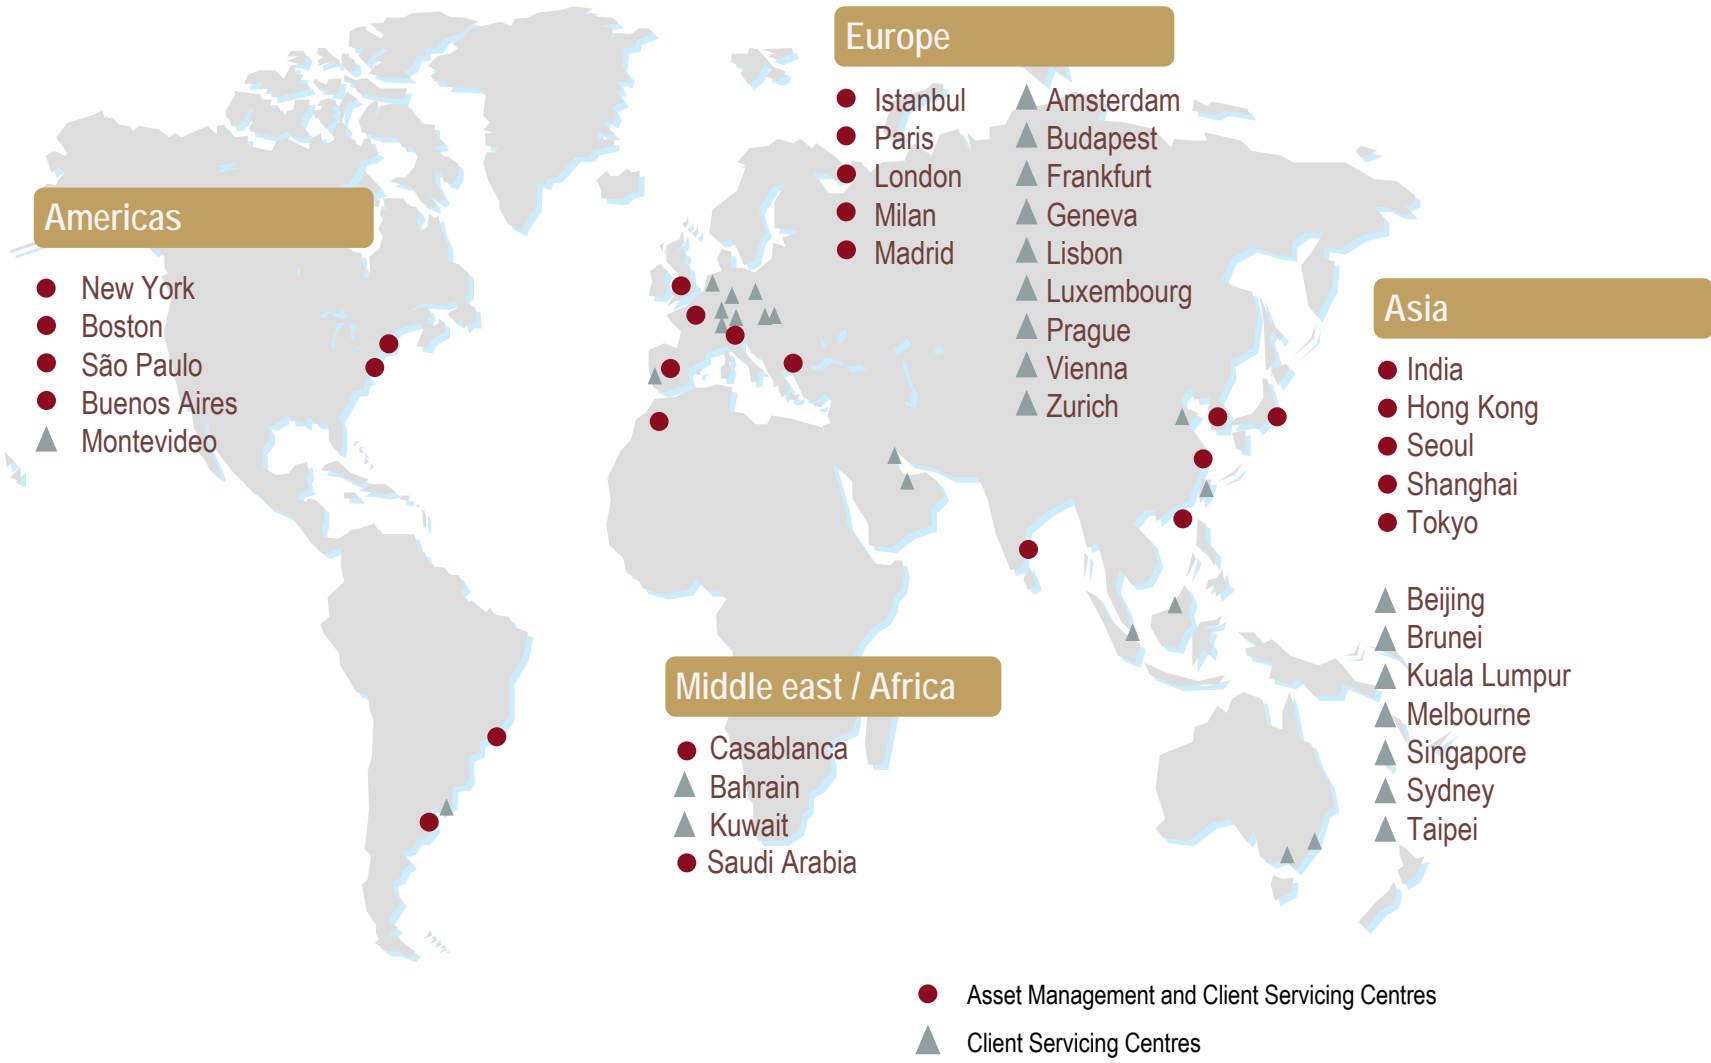 Europe
Istanbul
Paris
London
Milan
Madrid
Amsterdam
Budapest
Frankfurt
Geneva
Lisbon
Luxembourg
Prague
Vienna
Zurich
Americas
New York
Boston
São Paulo
Buenos Aires
Montevideo
Asia
India
Hong Kong
Seoul
Shanghai
Tokyo
Beijing
Brunei
Kuala Lumpur
Melbourne
Singapore
Sydney
Taipei
Middle east / Africa
Casablanca
Bahrain
Kuwait
Saudi Arabia
Asset Management and Client Servicing Centres
Client Servicing Centres